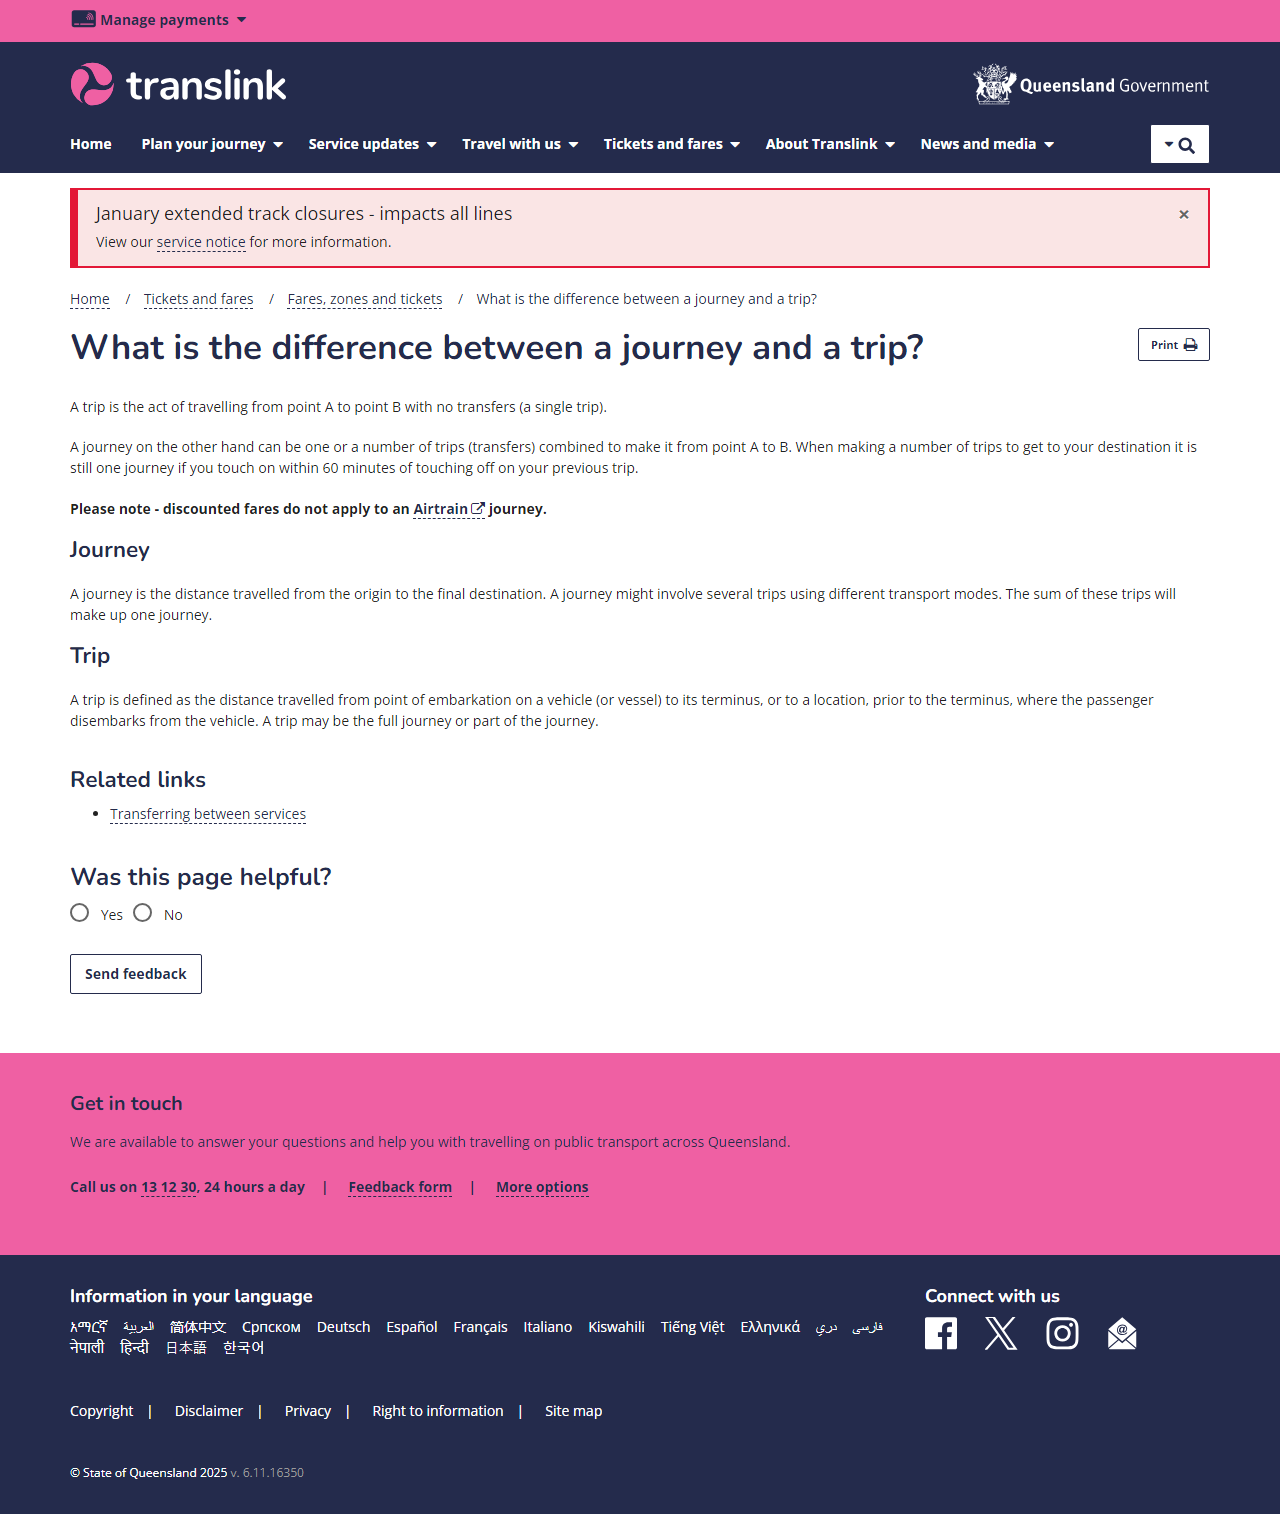 Manage payments
translink
Queensland Government
Home Plan your journey Service updates Travel with us Tickets and fares About Translink News and media
January extended track closures - impacts all lines
×
View our service notice for more information.
Home / Tickets and fares / Fares, zones and tickets / What is the difference between a journey and a trip?
What is the difference between a journey and a trip?
Print
A trip is the act of travelling from point A to point B with no transfers (a single trip).
A journey on the other hand can be one or a number of trips (transfers) combined to make it from point A to B. When making a number of trips to get to your destination it is
still one journey if you touch on within 60 minutes of touching off on your previous trip.
Please note - discounted fares do not apply to an Airtrain journey.
Journey
A journey is the distance travelled from the origin to the final destination. A journey might involve several trips using different transport modes. The sum of these trips will
make up one journey.
Trip
A trip is defined as the distance travelled from point of embarkation on a vehicle (or vessel) to its terminus, or to a location, prior to the terminus, where the passenger
disembarks from the vehicle. A trip may be the full journey or part of the journey.
Related links
• Transferring between services
Was this page helpful?
Yes No
Send feedback
Get in touch
We are available to answer your questions and help you with travelling on public transport across Queensland.
Call us on 13 12 30, 24 hours a day | Feedback form | More options
Information in your language
አማርኛ العربية 简体中文 Српском Deutsch Español Français Italiano Kiswahili Tiếng Việt Ελληνικά دري فارسی
नेपाली हिन्दी 日本語 한국어
Connect with us
Copyright | Disclaimer | Privacy | Right to information | Site map
© State of Queensland 2025 v. 6.11.16350